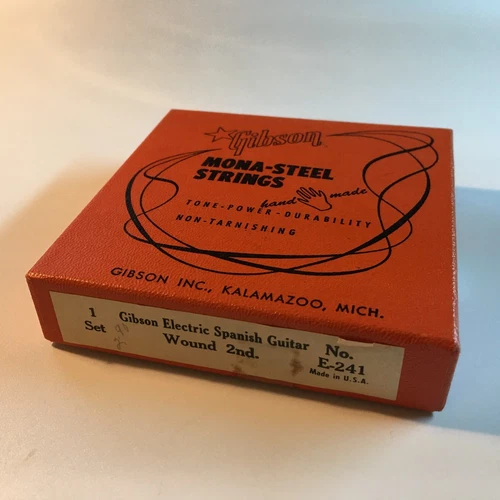 Gibson
MONA-STEEL
STRINGS
hand made
TONE-POWER-DURABILITY
NON-TARNISHING
GIBSON INC., KALAMAZOO, MICH.
1 Set
Gibson Electric Spanish Guitar
Wound 2nd.
No.
E-241
Made in U.S.A.